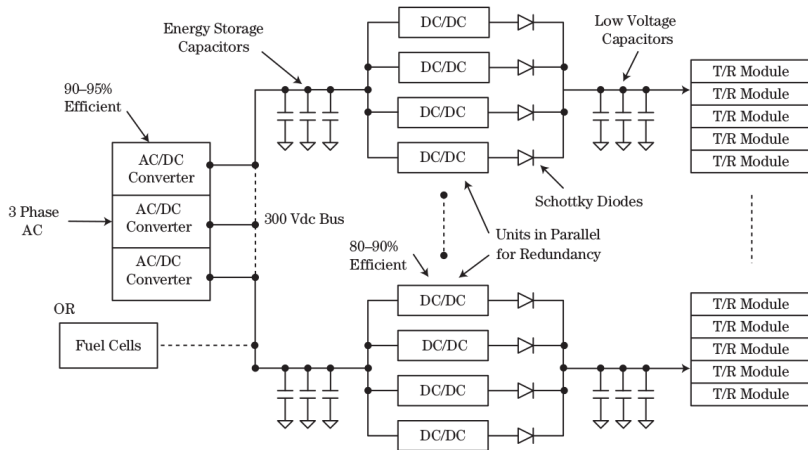 Energy Storage
Capacitors
DC/DC
Low Voltage
Capacitors
DC/DC
T/R Module
T/R Module
T/R Module
T/R Module
T/R Module
90–95%
Efficient
DC/DC
DC/DC
AC/DC
Converter
Schottky Diodes
3 Phase
AC
AC/DC
Converter
300 Vdc Bus
Units in Parallel
for Redundancy
80–90%
Efficient
AC/DC
Converter
OR
Fuel Cells
DC/DC
DC/DC
DC/DC
DC/DC
T/R Module
T/R Module
T/R Module
T/R Module
T/R Module